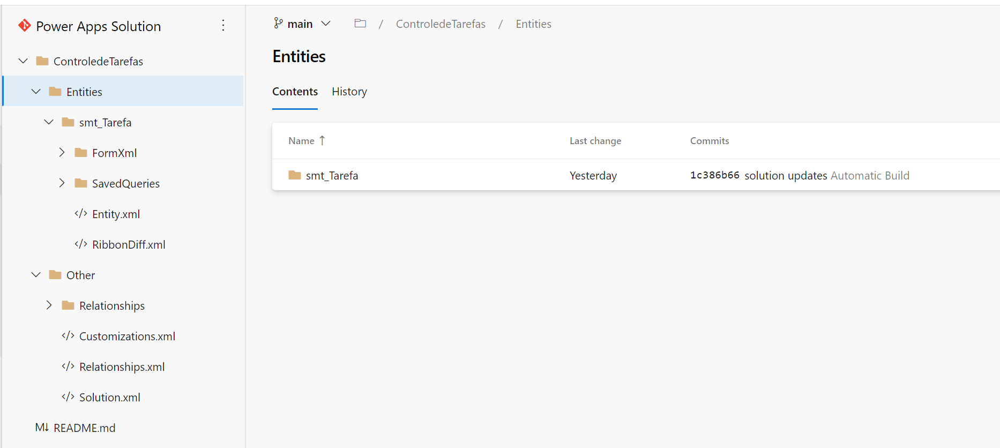 Power Apps Solution
ControledeTarefas
Entities
smt_Tarefa
FormXml
SavedQueries
Entity.xml
RibbonDiff.xml
Other
Relationships
Customizations.xml
Relationships.xml
Solution.xml
README.md
main / ControledeTarefas / Entities
Entities
Contents History
Name ↑ Last change Commits
smt_Tarefa Yesterday 1c386b66 solution updates Automatic Build